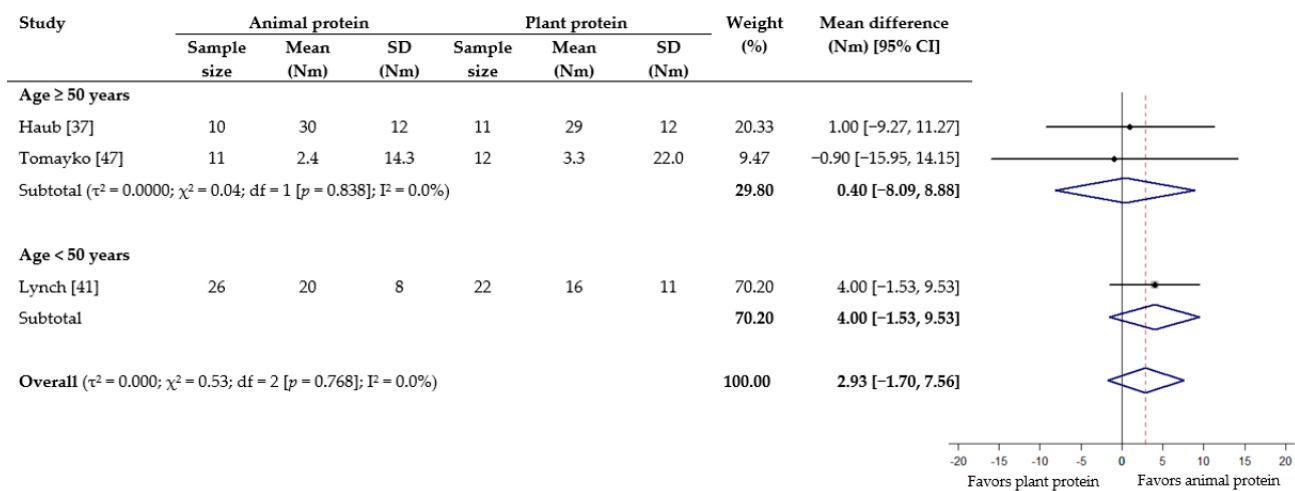 Study Animal protein Plant protein Weight Mean difference
Sample Mean SD Sample Mean SD (%) (Nm) [95% CI]
size (Nm) (Nm) size (Nm) (Nm)
Age ≥ 50 years
Haub [37] 10 30 12 11 29 12 20.33 1.00 [−9.27, 11.27]
Tomayko [47] 11 2.4 14.3 12 3.3 22.0 9.47 −0.90 [−15.95, 14.15]
Subtotal (τ² = 0.0000; χ² = 0.04; df = 1 [p = 0.838]; I² = 0.0%) 29.80 0.40 [−8.09, 8.88]
Age < 50 years
Lynch [41] 26 20 8 22 16 11 70.20 4.00 [−1.53, 9.53]
Subtotal 70.20 4.00 [−1.53, 9.53]
Overall (τ² = 0.000; χ² = 0.53; df = 2 [p = 0.768]; I² = 0.0%) 100.00 2.93 [−1.70, 7.56]
-20 -15 -10 -5 0 5 10 15 20
Favors plant protein Favors animal protein